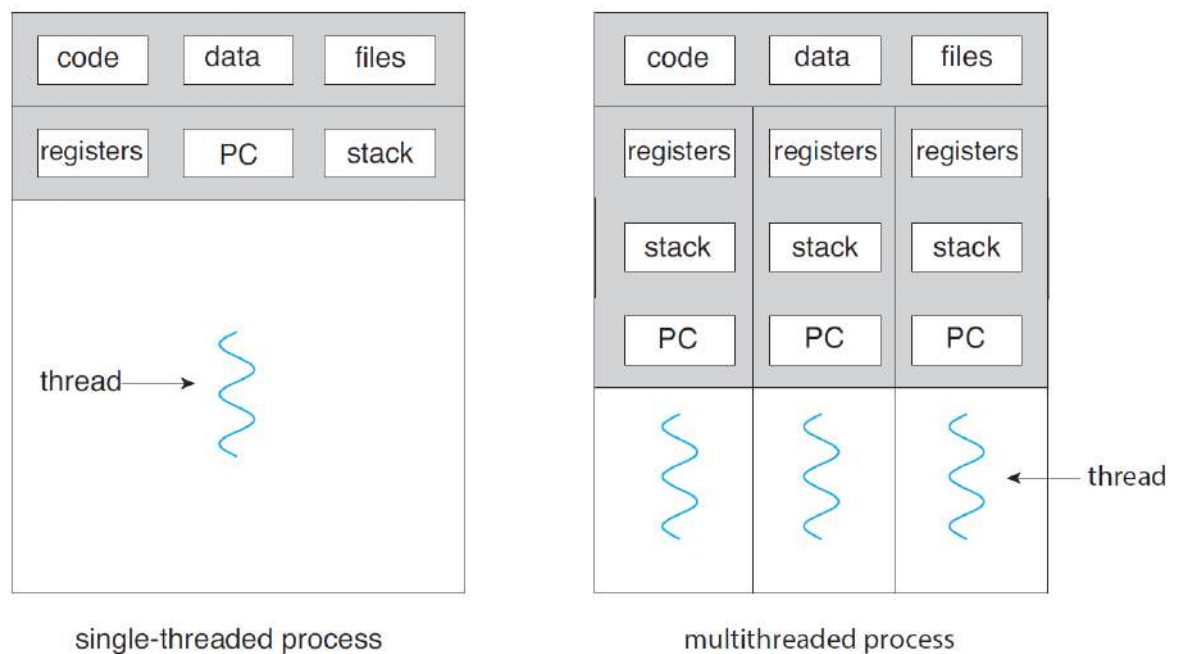 code data files
registers PC stack
thread
single-threaded process
code data files
registers registers registers
stack stack stack
PC PC PC
thread
multithreaded process